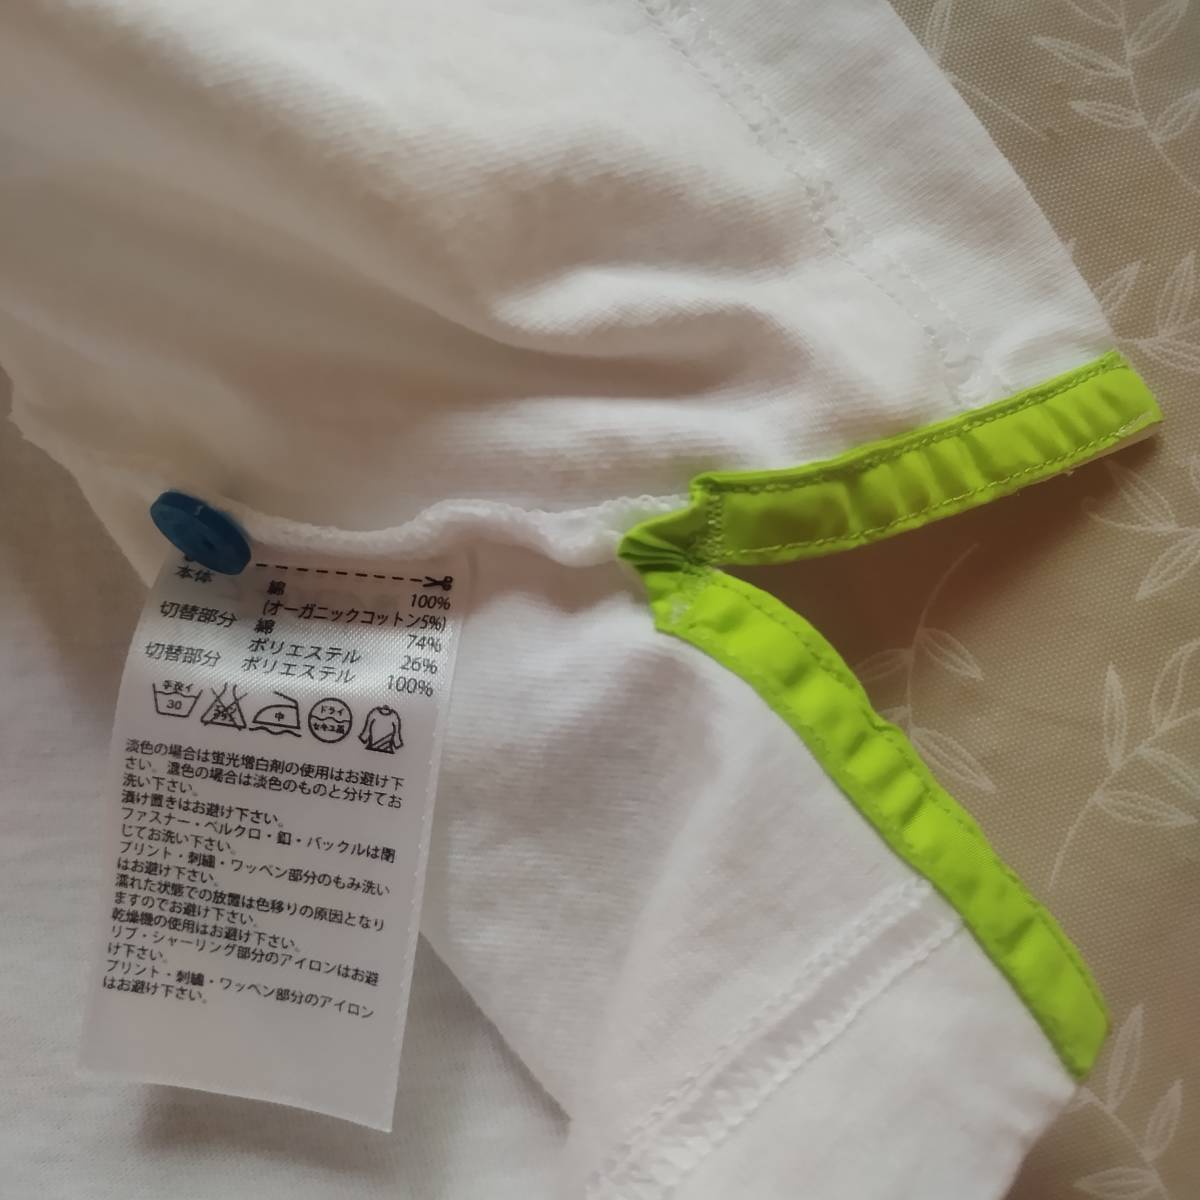 本体
綿 100%
(オーガニックコットン5%)
切替部分 綿 74%
ポリエステル 26%
切替部分 ポリエステル 100%
手洗イ 30 中 ドライ セキユ系
淡色の場合は蛍光増白剤の使用はお避け下
さい。濃色の場合は淡色のものと分けてお
洗い下さい。
漬け置きはお避け下さい。
ファスナー・ベルクロ・釦・バックルは閉
じてお洗い下さい。
プリント・刺繍・ワッペン部分のもみ洗い
はお避け下さい。
濡れた状態での放置は色移りの原因となり
ますのでお避け下さい。
乾燥機の使用はお避け下さい。
リブ・シャーリング部分のアイロンはお避
け下さい。
プリント・刺繍・ワッペン部分のアイロン
はお避け下さい。